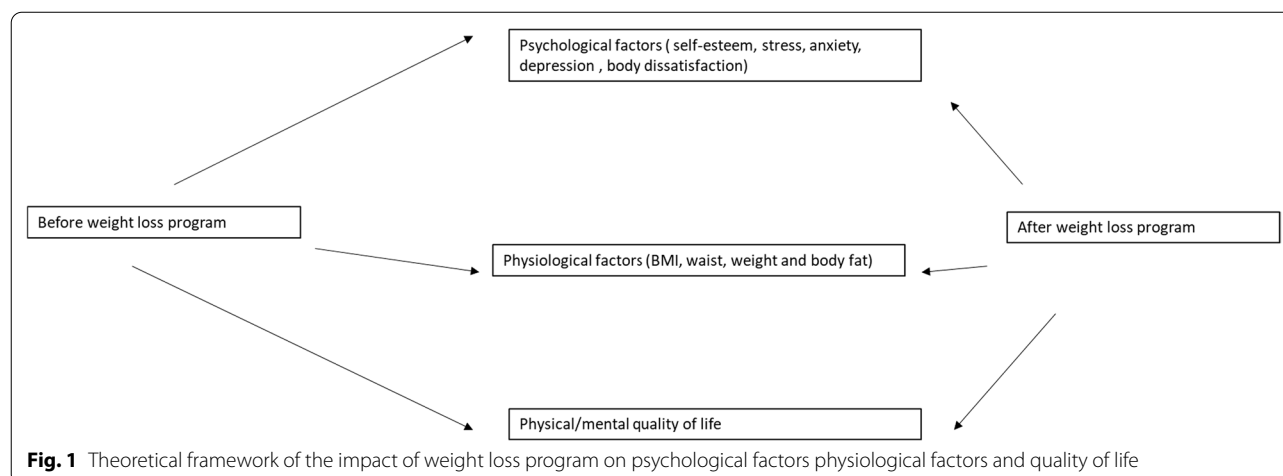 Psychological factors ( self-esteem, stress, anxiety,
depression , body dissatisfaction)
Before weight loss program
After weight loss program
Physiological factors (BMI, waist, weight and body fat)
Physical/mental quality of life
Fig. 1 Theoretical framework of the impact of weight loss program on psychological factors physiological factors and quality of life